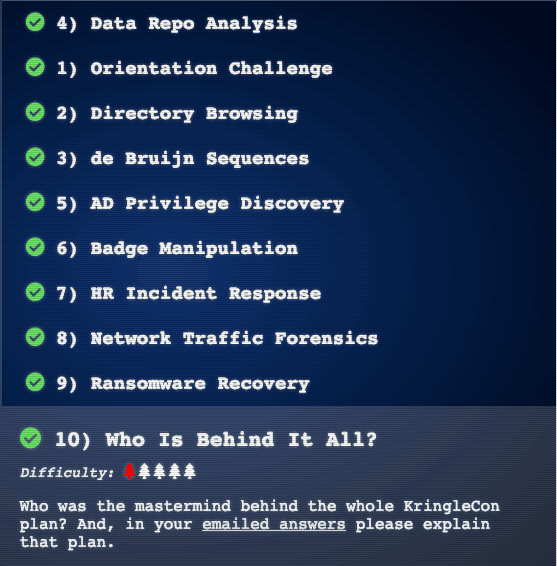 4) Data Repo Analysis
1) Orientation Challenge
2) Directory Browsing
3) de Bruijn Sequences
5) AD Privilege Discovery
6) Badge Manipulation
7) HR Incident Response
8) Network Traffic Forensics
9) Ransomware Recovery
10) Who Is Behind It All?
Difficulty:
Who was the mastermind behind the whole KringleCon
plan? And, in your emailed answers please explain
that plan.